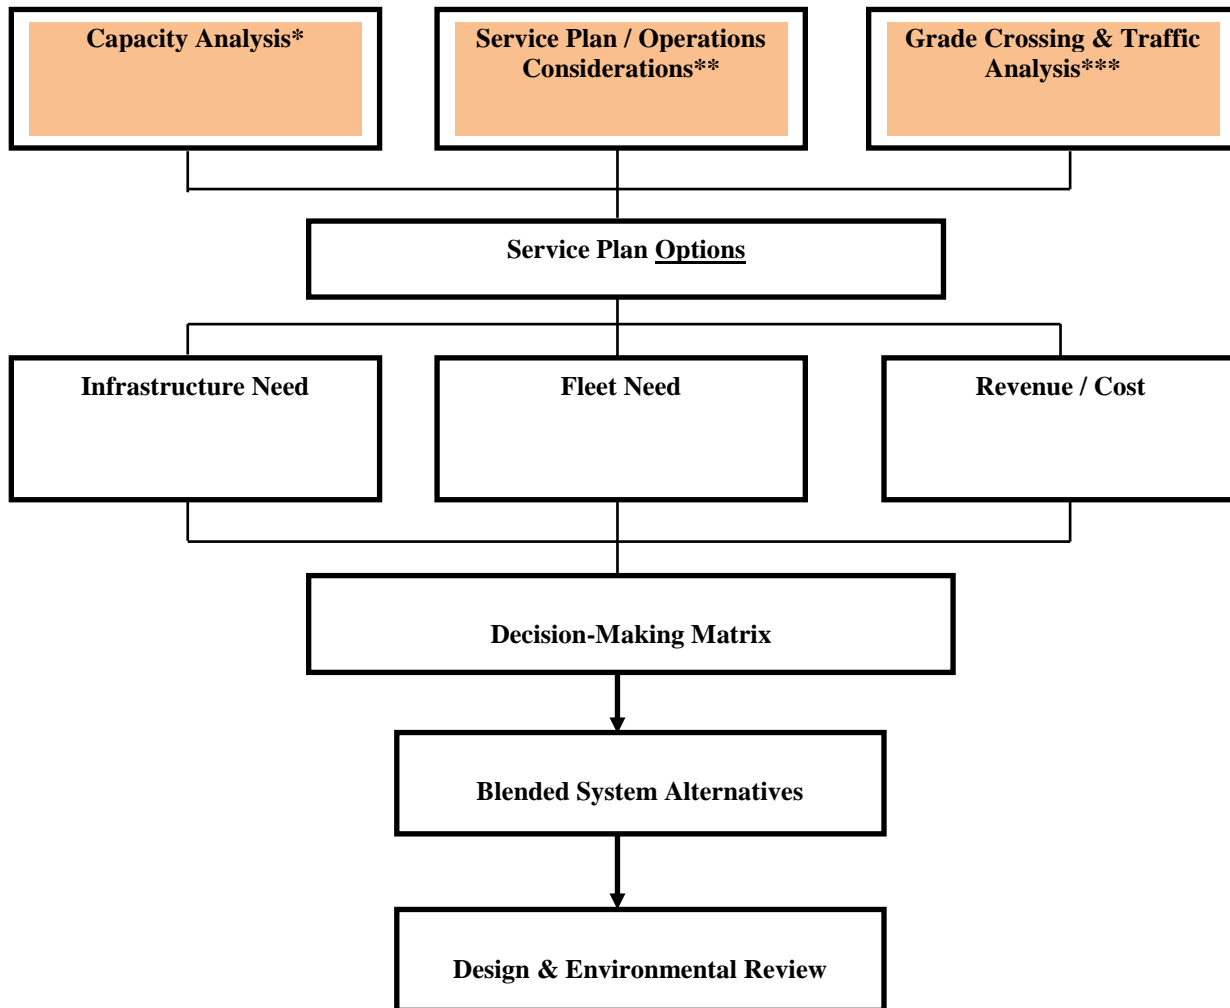 Capacity Analysis*
Service Plan / Operations
Considerations**
Grade Crossing & Traffic
Analysis***
Service Plan Options
Infrastructure Need
Fleet Need
Revenue / Cost
Decision-Making Matrix
Blended System Alternatives
Design & Environmental Review